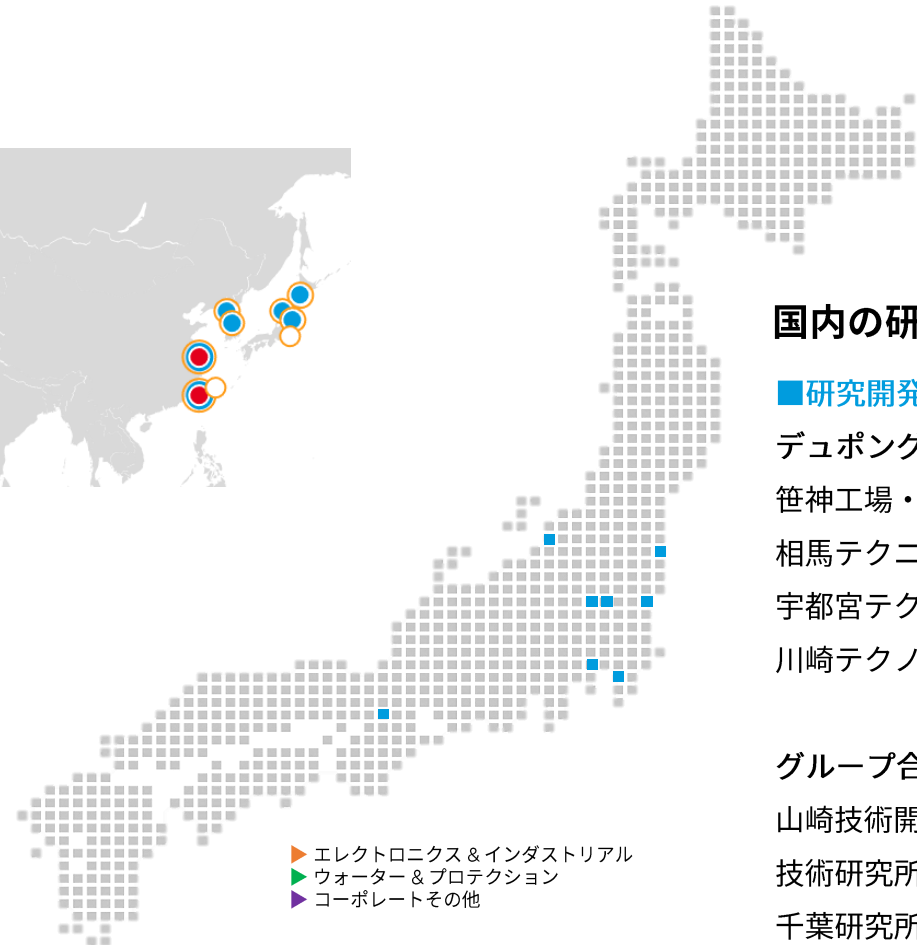 国内の研
■研究開発
デュポング
笹神工場・
相馬テクニ
宇都宮テク
川崎テクノ
グループ合
山崎技術開
技術研究所
千葉研究所
エレクトロニクス & インダストリアル
ウォーター & プロテクション
コーポレートその他